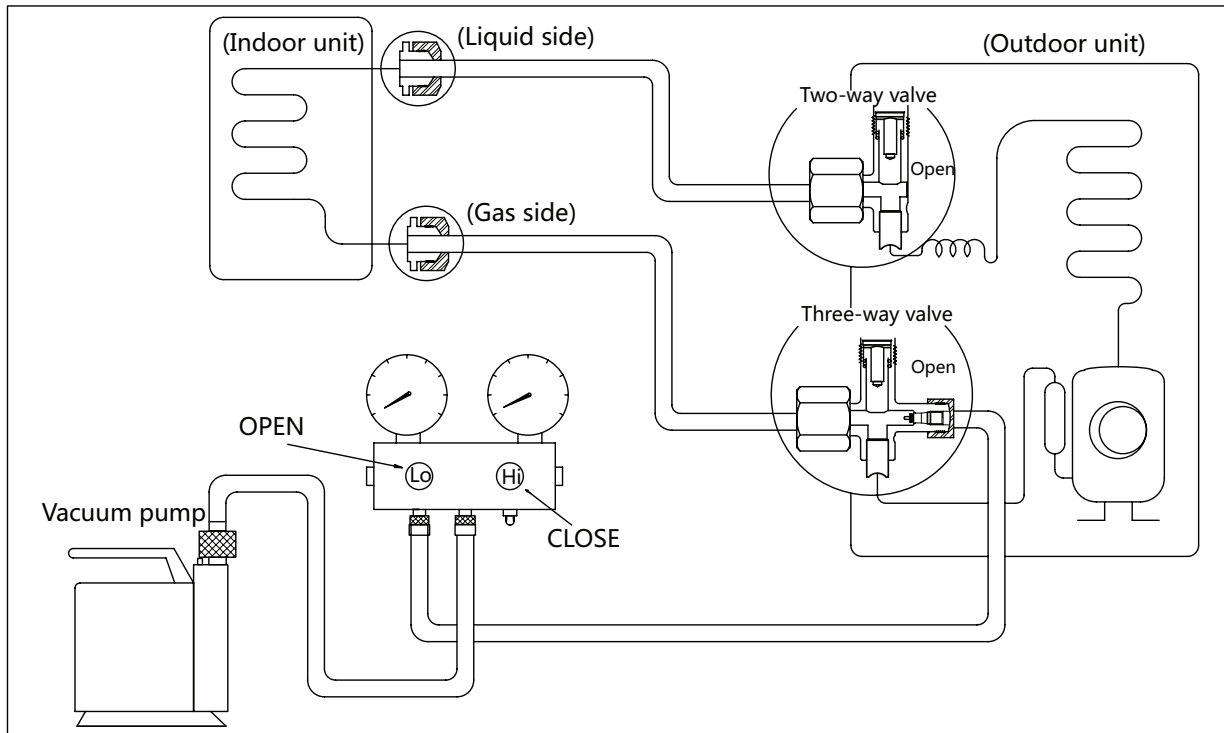 (Indoor unit)
(Liquid side)
(Outdoor unit)
Two-way valve
Open
(Gas side)
Three-way valve
Open
OPEN
Lo
Hi
CLOSE
Vacuum pump